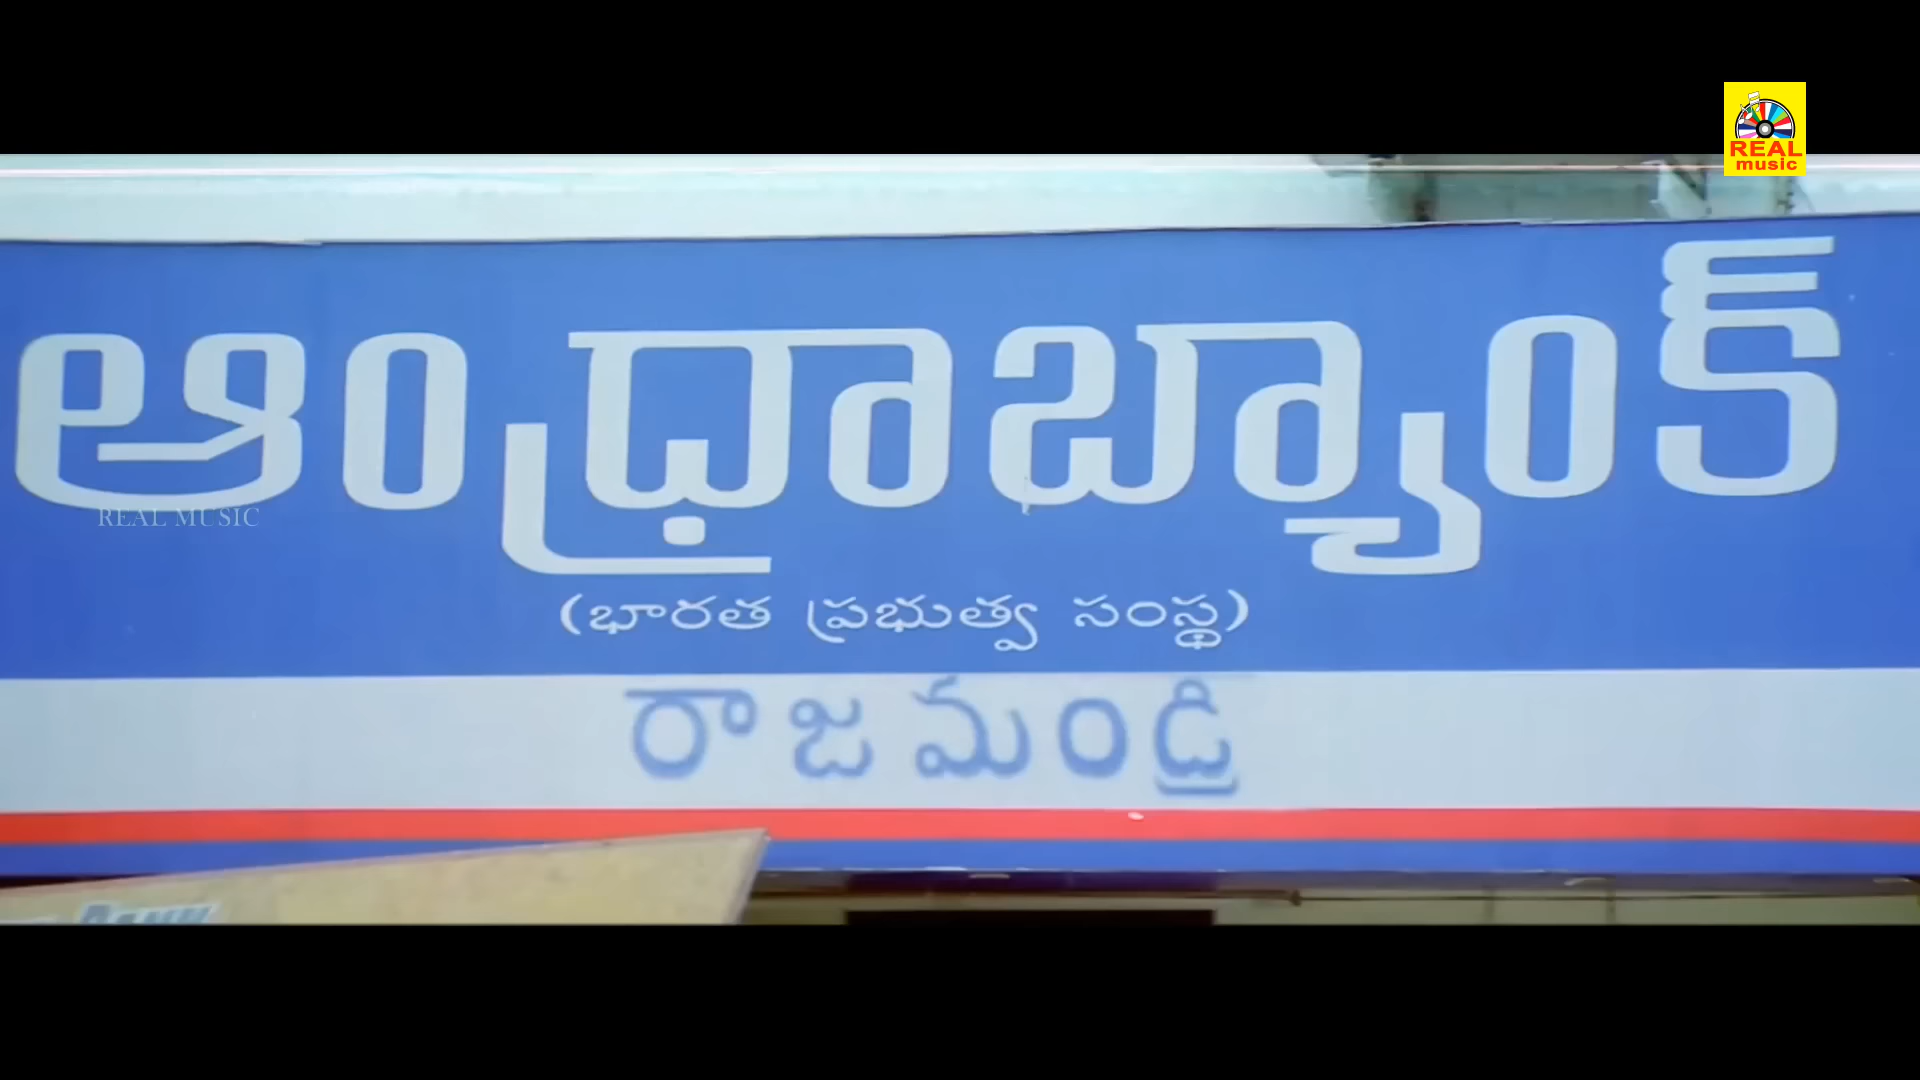 REAL
music
ఆంధ్రాబ్యాంక్
REAL MUSIC
(భారత ప్రభుత్వ సంస్థ)
రాజమండ్రి